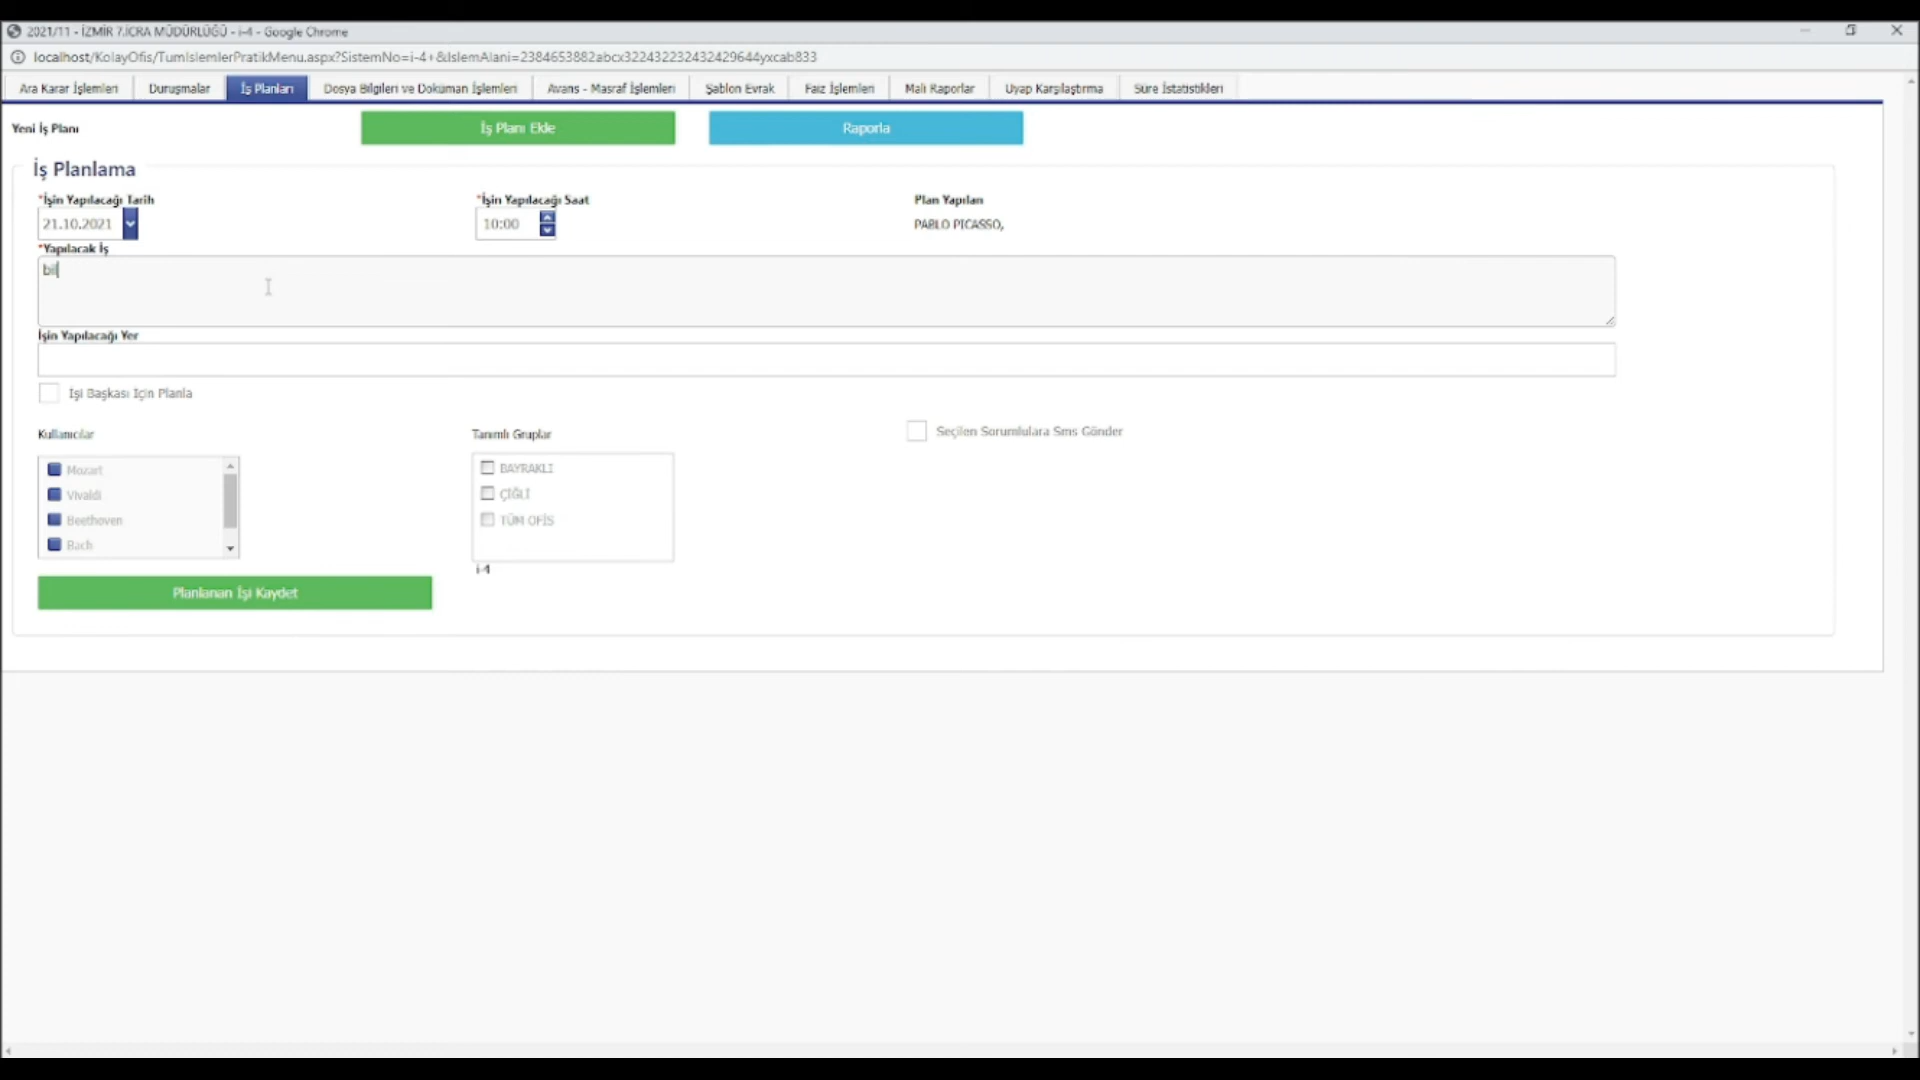 2021/11 - İZMİR 7.İCRA MÜDÜRLÜĞÜ - i-4 - Google Chrome
localhost/KolayOfis/TumIslemlerPratikMenu.aspx?SistemNo=i-4+&IslemAlani=2384653882abcx322432232432429644yxcab833
Ara Karar İşlemleri Duruşmalar İş Planları Dosya Bilgileri ve Doküman İşlemleri Avans - Masraf İşlemleri Şablon Evrak Faiz İşlemleri Mali Raporlar Uyap Karşılaştırma Süre İstatistikleri
Yeni İş Planı İş Planı Ekle Raporla
İş Planlama
*İşin Yapılacağı Tarih *İşin Yapılacağı Saat Plan Yapılan
21.10.2021 10:00 PABLO PICASSO,
*Yapılacak İş
bil
İşin Yapılacağı Yer
İşi Başkası İçin Planla
Kullanıcılar Tanımlı Gruplar Seçilen Sorumlulara Sms Gönder
Mozart BAYRAKLI
Vivaldi ÇİĞLİ
Beethoven TÜM OFİS
Bach
i-4
Planlanan İşi Kaydet